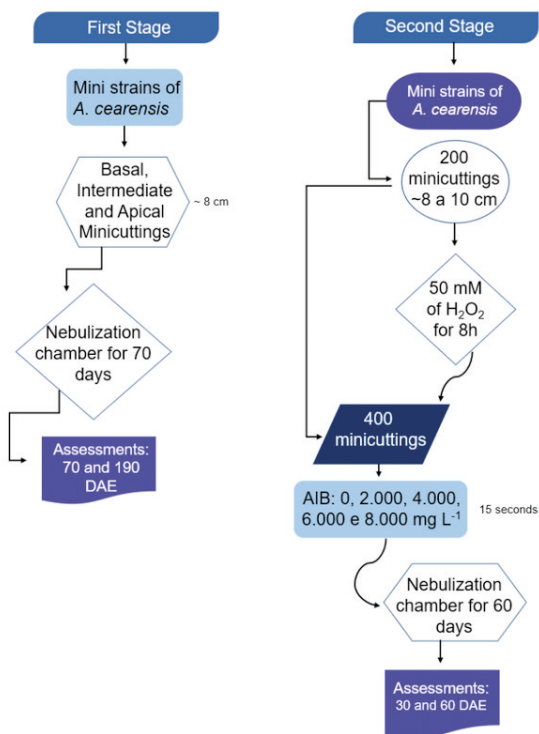 First Stage
Mini strains of
A. cearensis
Basal,
Intermediate
and Apical
Minicuttings
~ 8 cm
Nebulization
chamber for 70
days
Assessments:
70 and 190
DAE
Second Stage
Mini strains of
A. cearensis
200
minicuttings
~8 a 10 cm
50 mM
of H₂O₂
for 8h
400
minicuttings
AIB: 0, 2.000, 4.000,
6.000 e 8.000 mg L⁻¹
15 seconds
Nebulization
chamber for 60
days
Assessments:
30 and 60 DAE